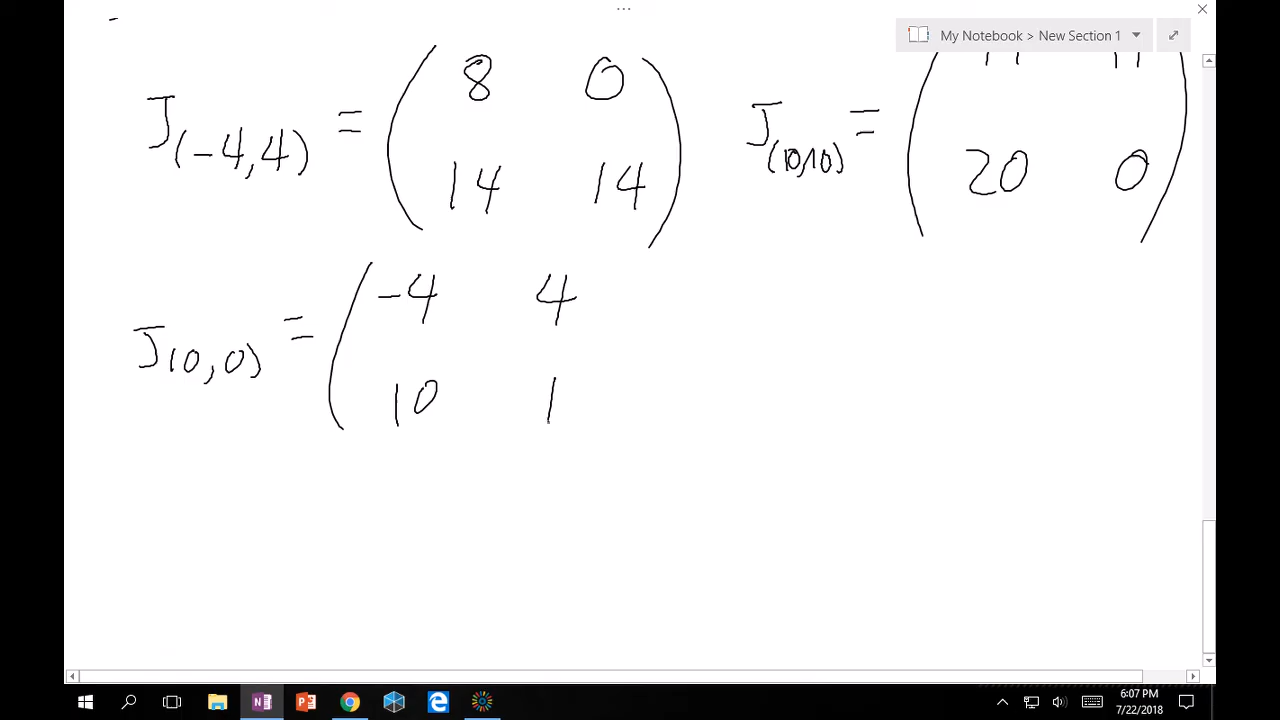 My Notebook > New Section 1
J(-4,4) = ( 8 0
14 14 )
J(10,10) = (
20 0 )
J(0,0) = ( -4 4
10 1
6:07 PM
7/22/2018